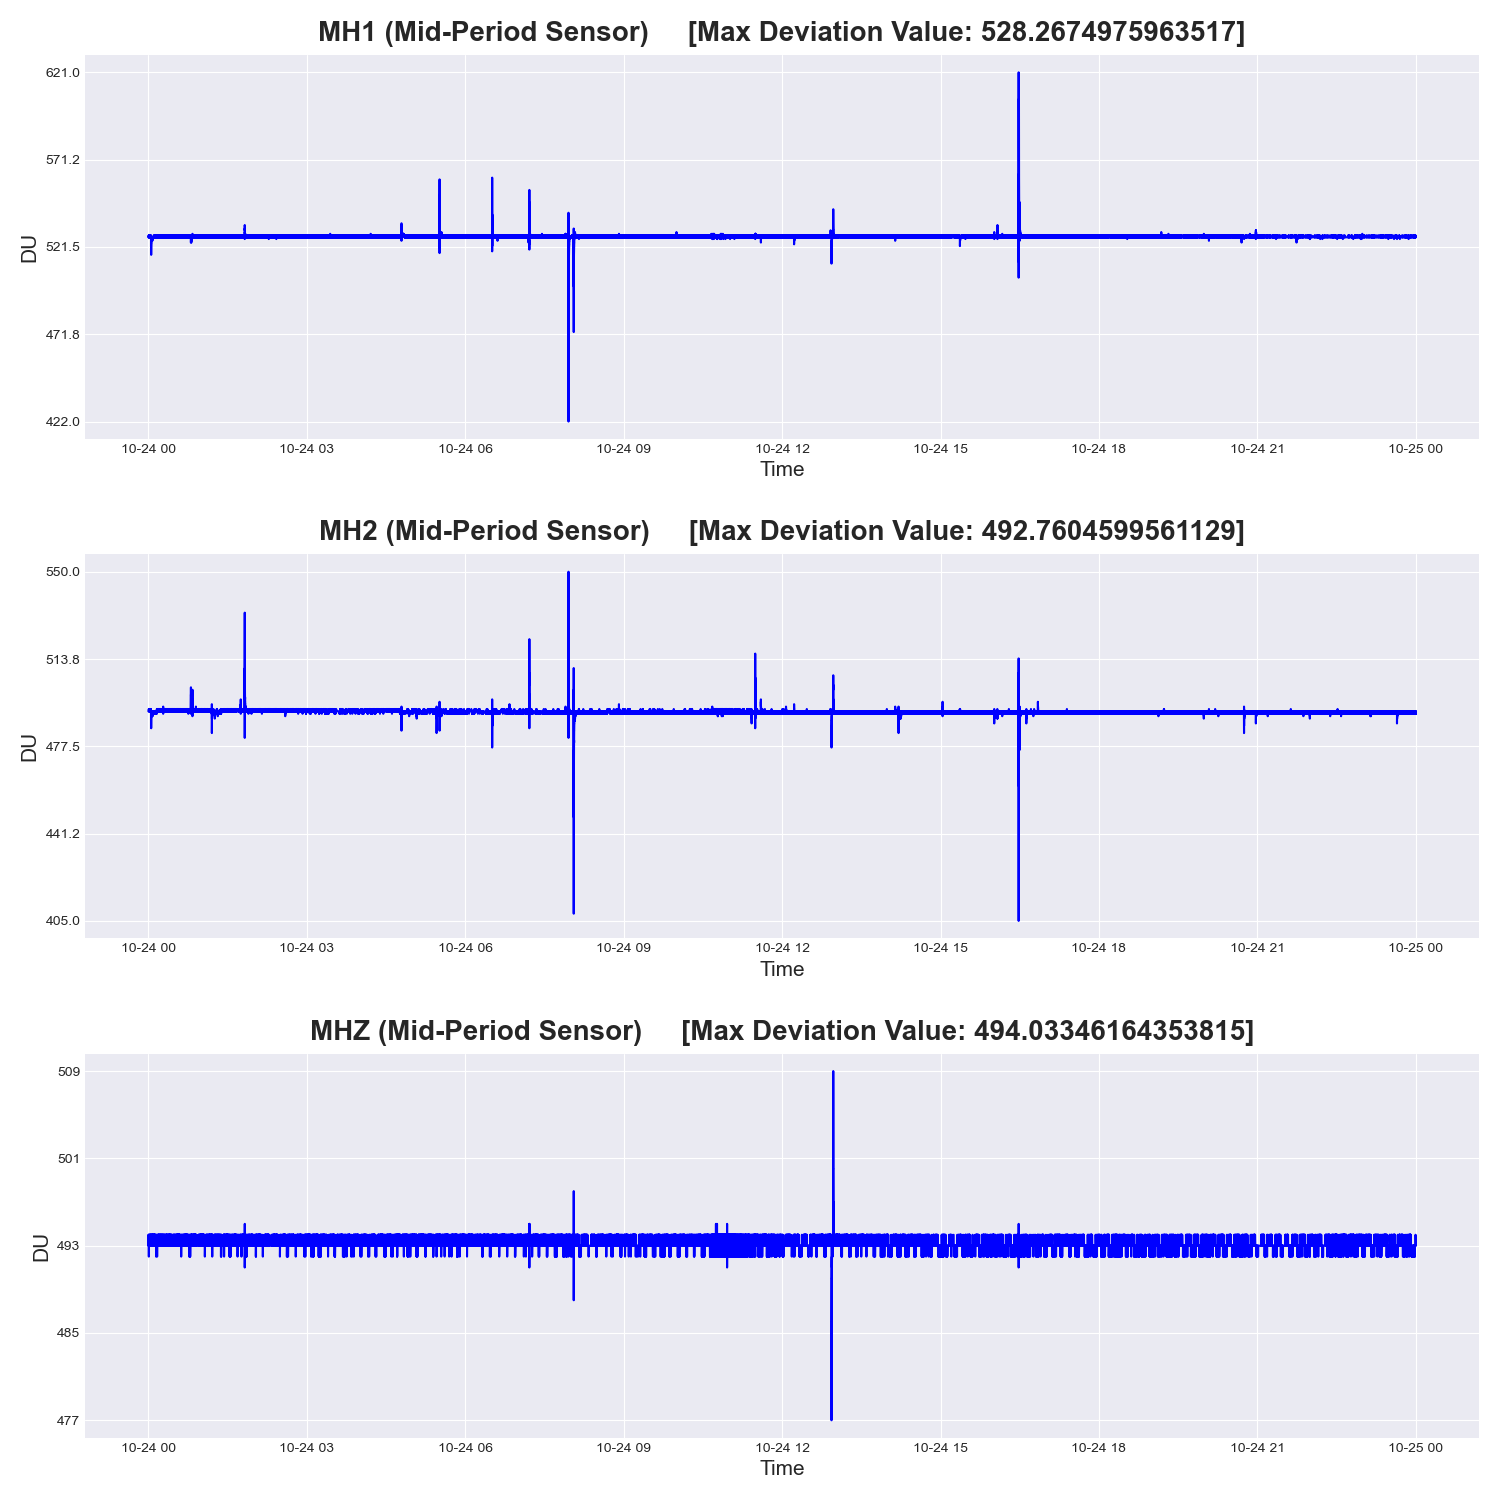 MH1 (Mid-Period Sensor) [Max Deviation Value: 528.2674975963517]
621.0
571.2
521.5
471.8
422.0
DU
10-24 00 10-24 03 10-24 06 10-24 09 10-24 12 10-24 15 10-24 18 10-24 21 10-25 00
Time
MH2 (Mid-Period Sensor) [Max Deviation Value: 492.7604599561129]
550.0
513.8
477.5
441.2
405.0
DU
10-24 00 10-24 03 10-24 06 10-24 09 10-24 12 10-24 15 10-24 18 10-24 21 10-25 00
Time
MHZ (Mid-Period Sensor) [Max Deviation Value: 494.03346164353815]
509
501
493
485
477
DU
10-24 00 10-24 03 10-24 06 10-24 09 10-24 12 10-24 15 10-24 18 10-24 21 10-25 00
Time